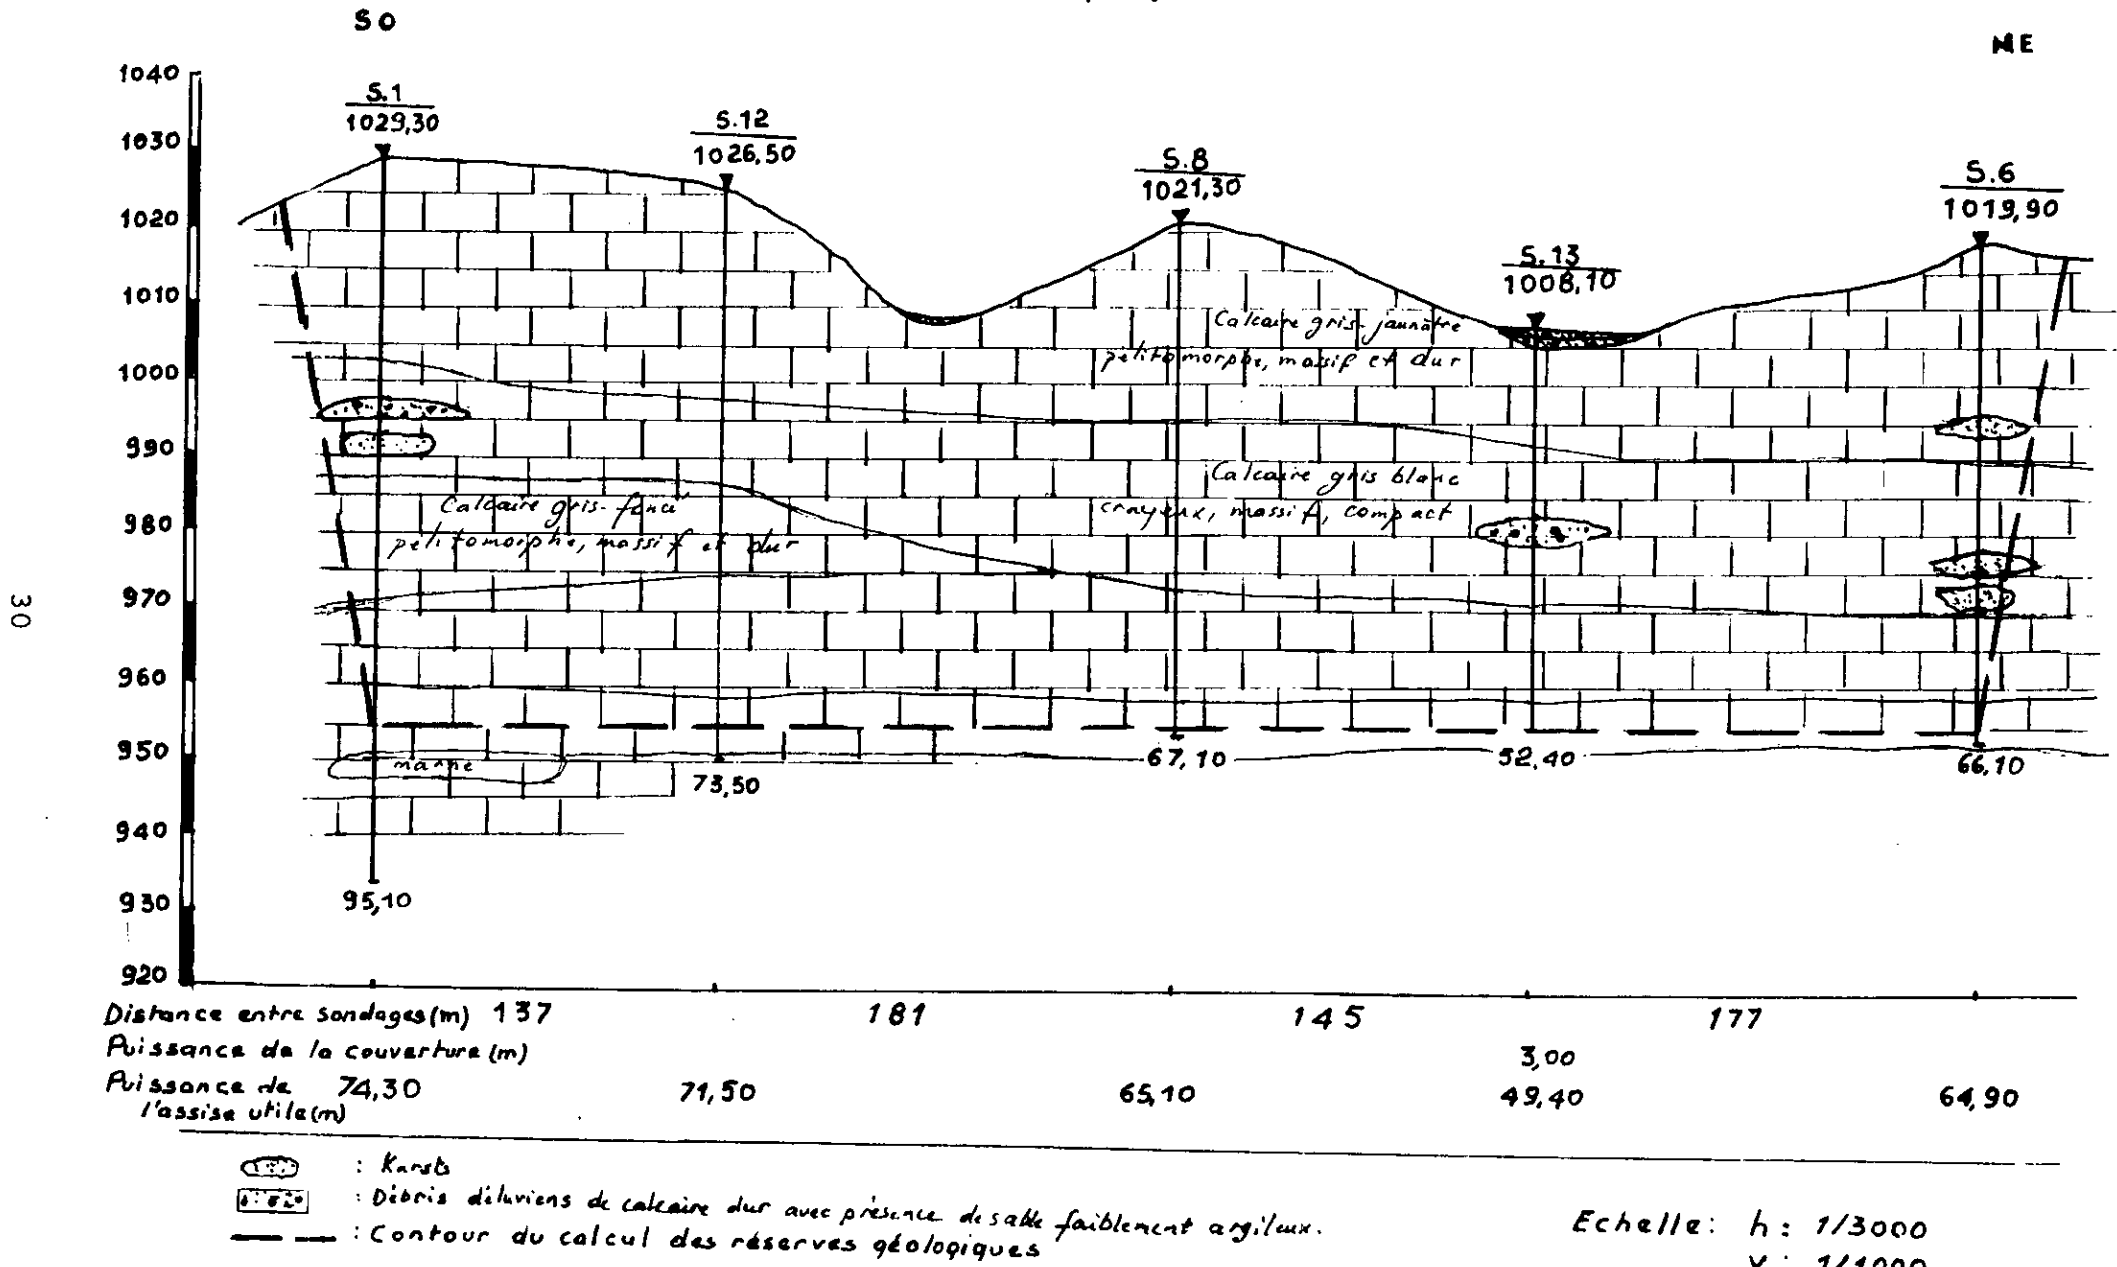 SO
NE
S.1
1029,30
S.12
1026,50
S.8
1021,30
S.13
1008,10
S.6
1019,90
1040
1030
1020
1010
1000
990
980
970
960
950
940
930
920
Calcaire gris-jaunâtre
pelitomorphe, massif et dur
Calcaire gris blanc
crayeux, massif, compact
Calcaire gris-foncé
pelitomorphe, massif et dur
marne
95,10
73,50
67,10
52,40
66,10
30
Distance entre sondages (m) 137 181 145 177
Puissance de la couverture (m) 3,00
Puissance de 74,30 71,50 65,10 49,40 64,90
l'assise utile (m)
: Karsts
: Débris diluviens de calcaire dur avec présence de sable faiblement argileux.
: Contour du calcul des réserves géologiques
Echelle: h: 1/3000
V: 1/1000